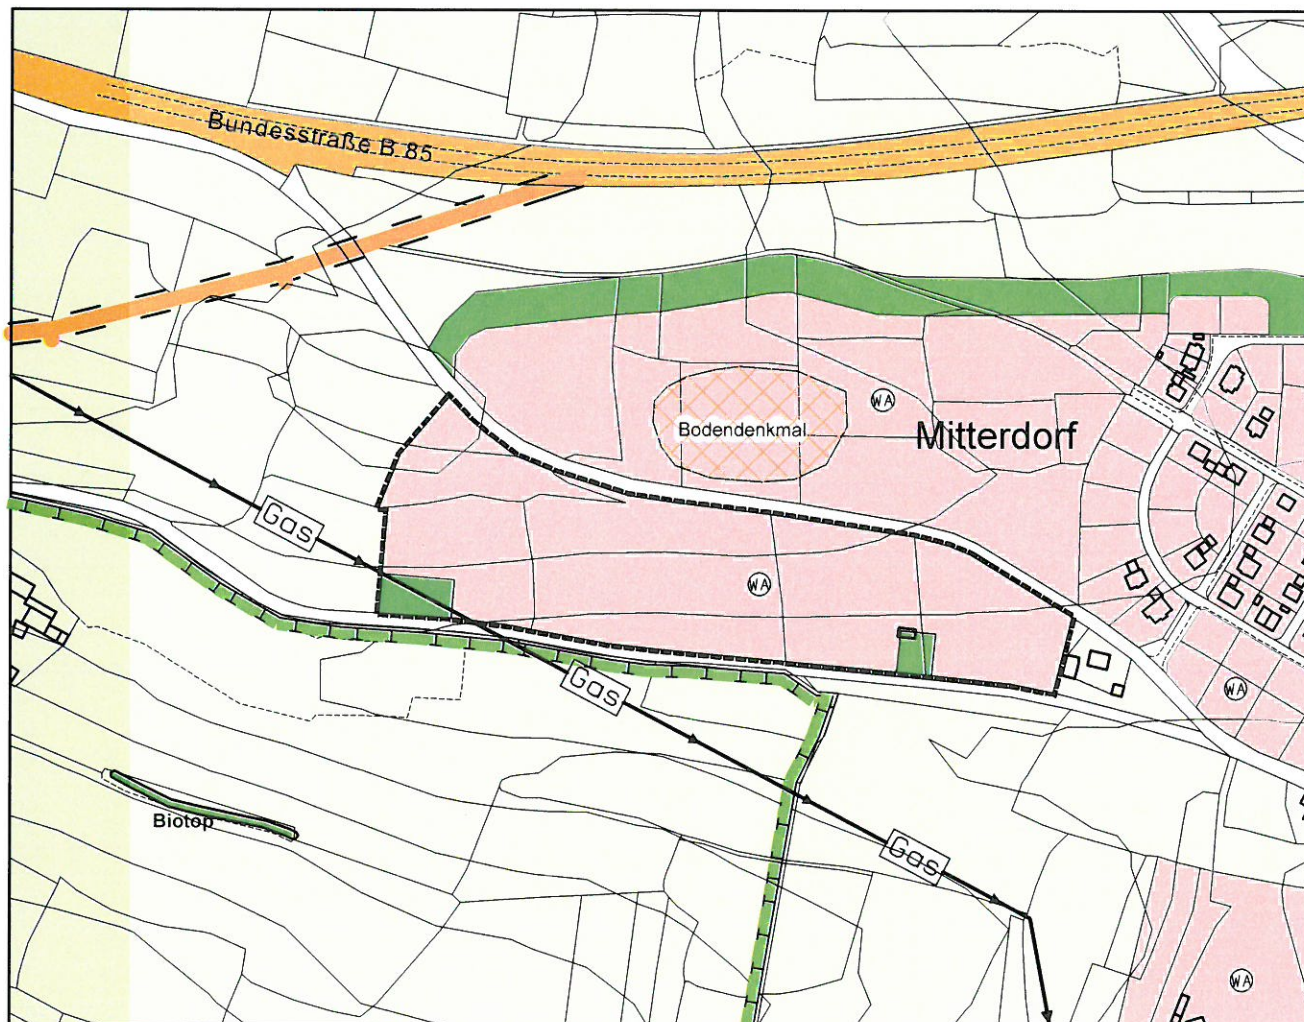 Bundesstraße B 85
WA
Bodendenkmal
Mitterdorf
Gas
WA
Gas
WA
Biotop
Gas
WA